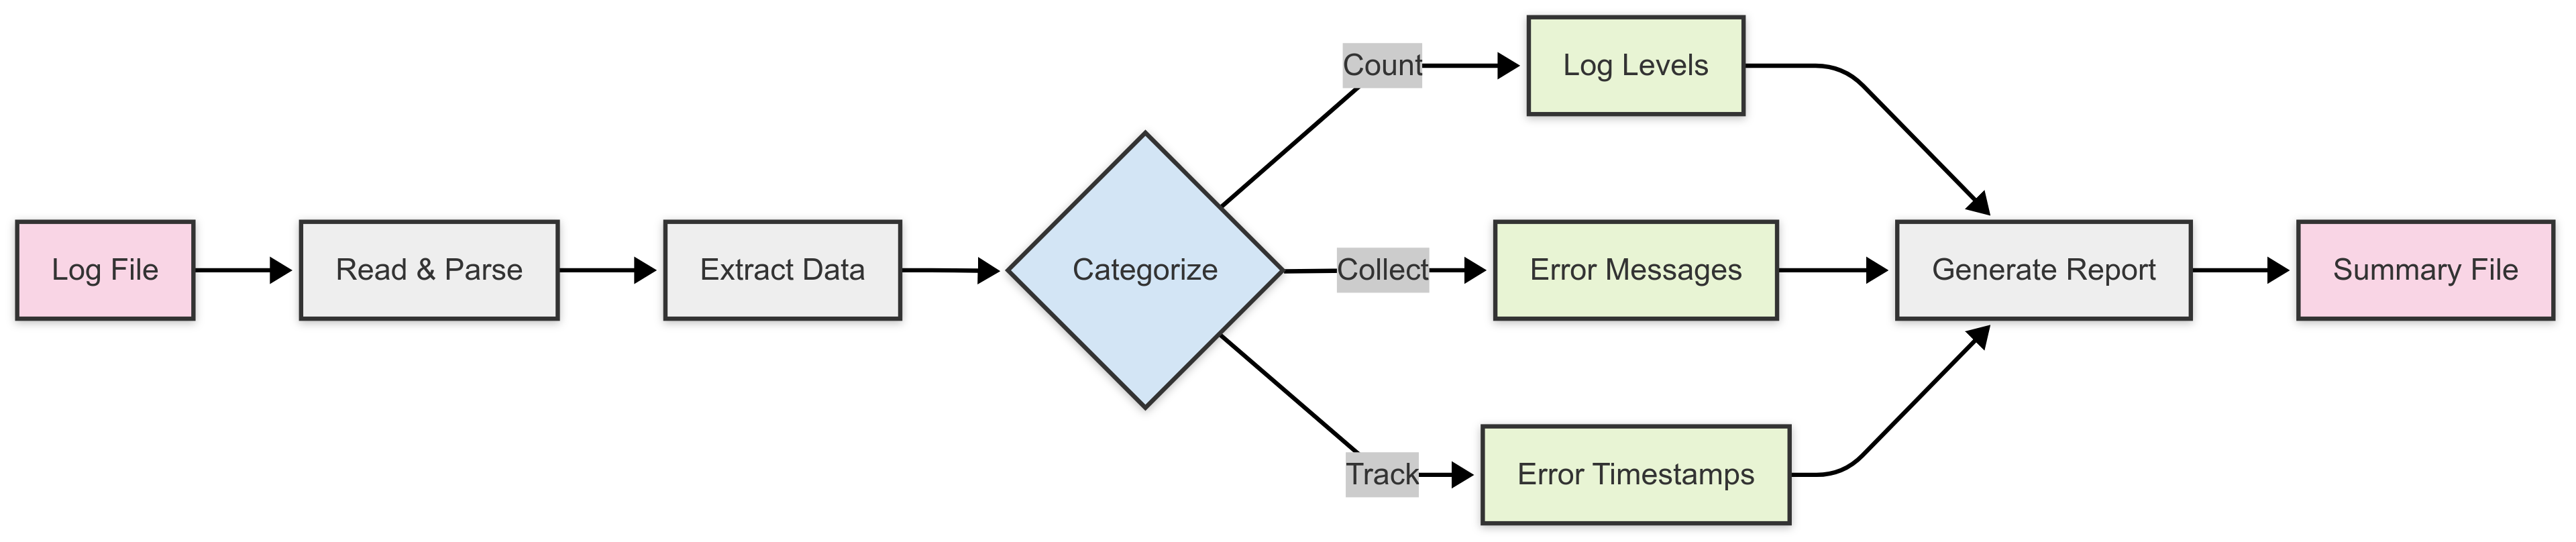 Log File
Read & Parse
Extract Data
Categorize
Count
Collect
Track
Log Levels
Error Messages
Error Timestamps
Generate Report
Summary File